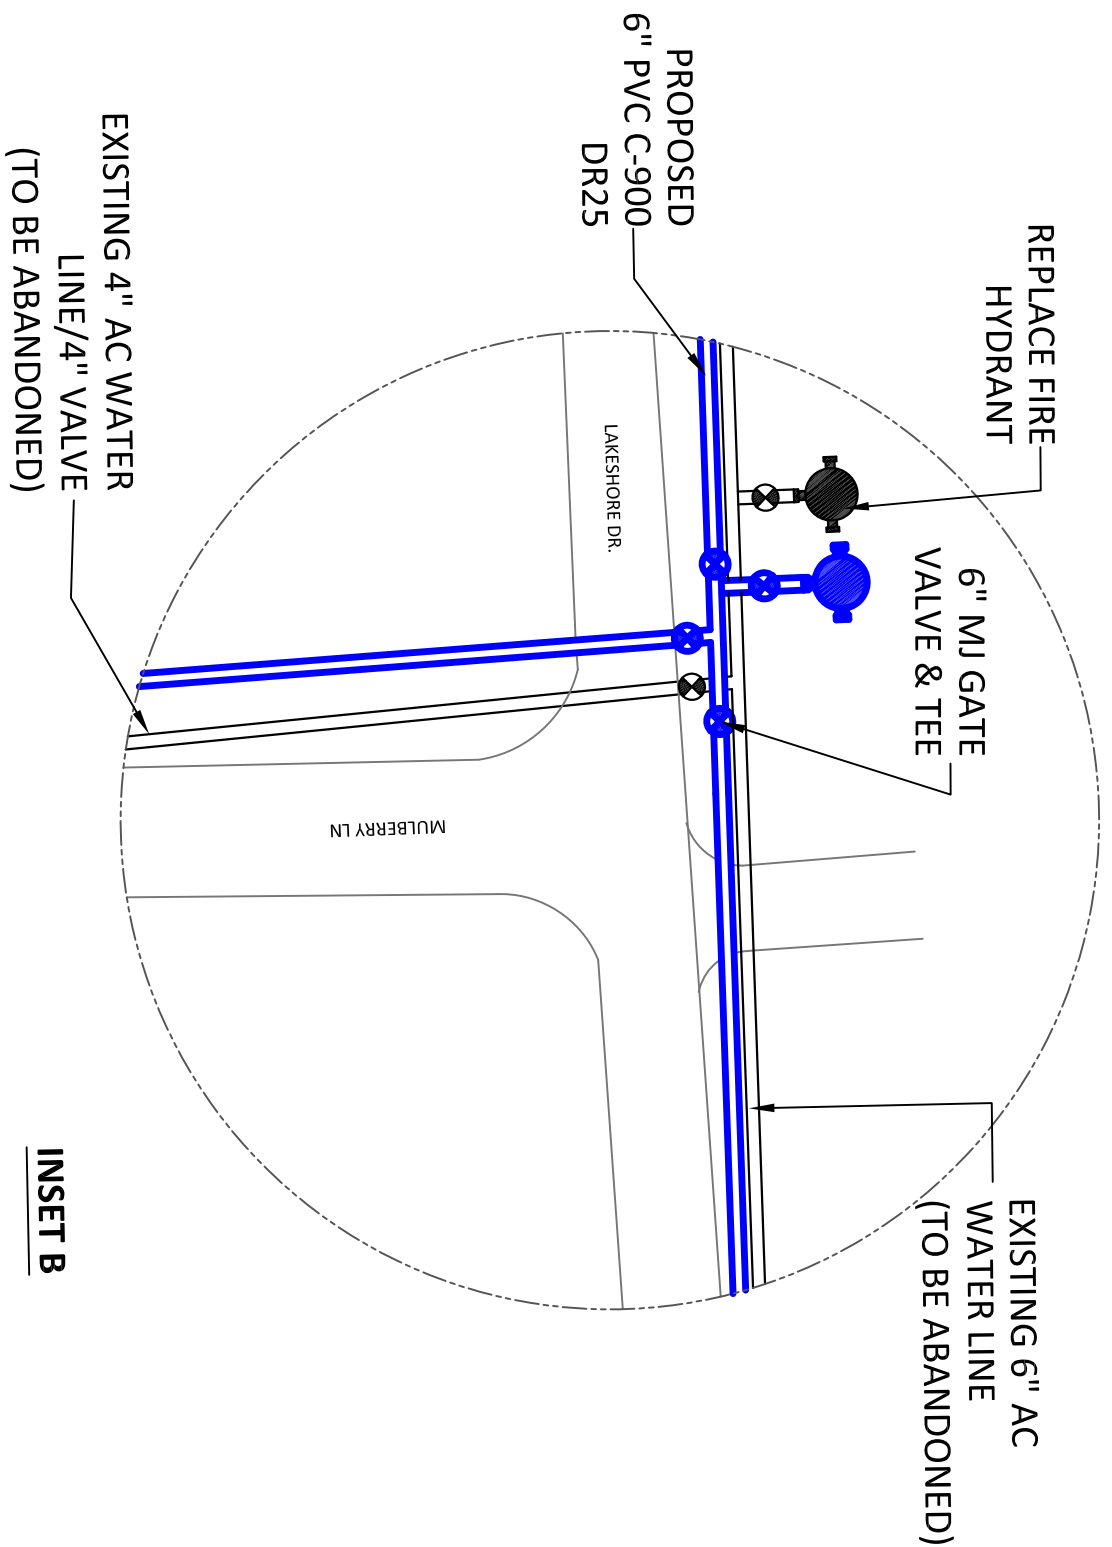 REPLACE FIRE
HYDRANT
6" MJ GATE
VALVE & TEE
EXISTING 6" AC
WATER LINE
(TO BE ABANDONED)
PROPOSED
6" PVC C-900
DR25
LAKESHORE DR.
MULBERRY LN
EXISTING 4" AC WATER
LINE/4" VALVE
(TO BE ABANDONED)
INSET B